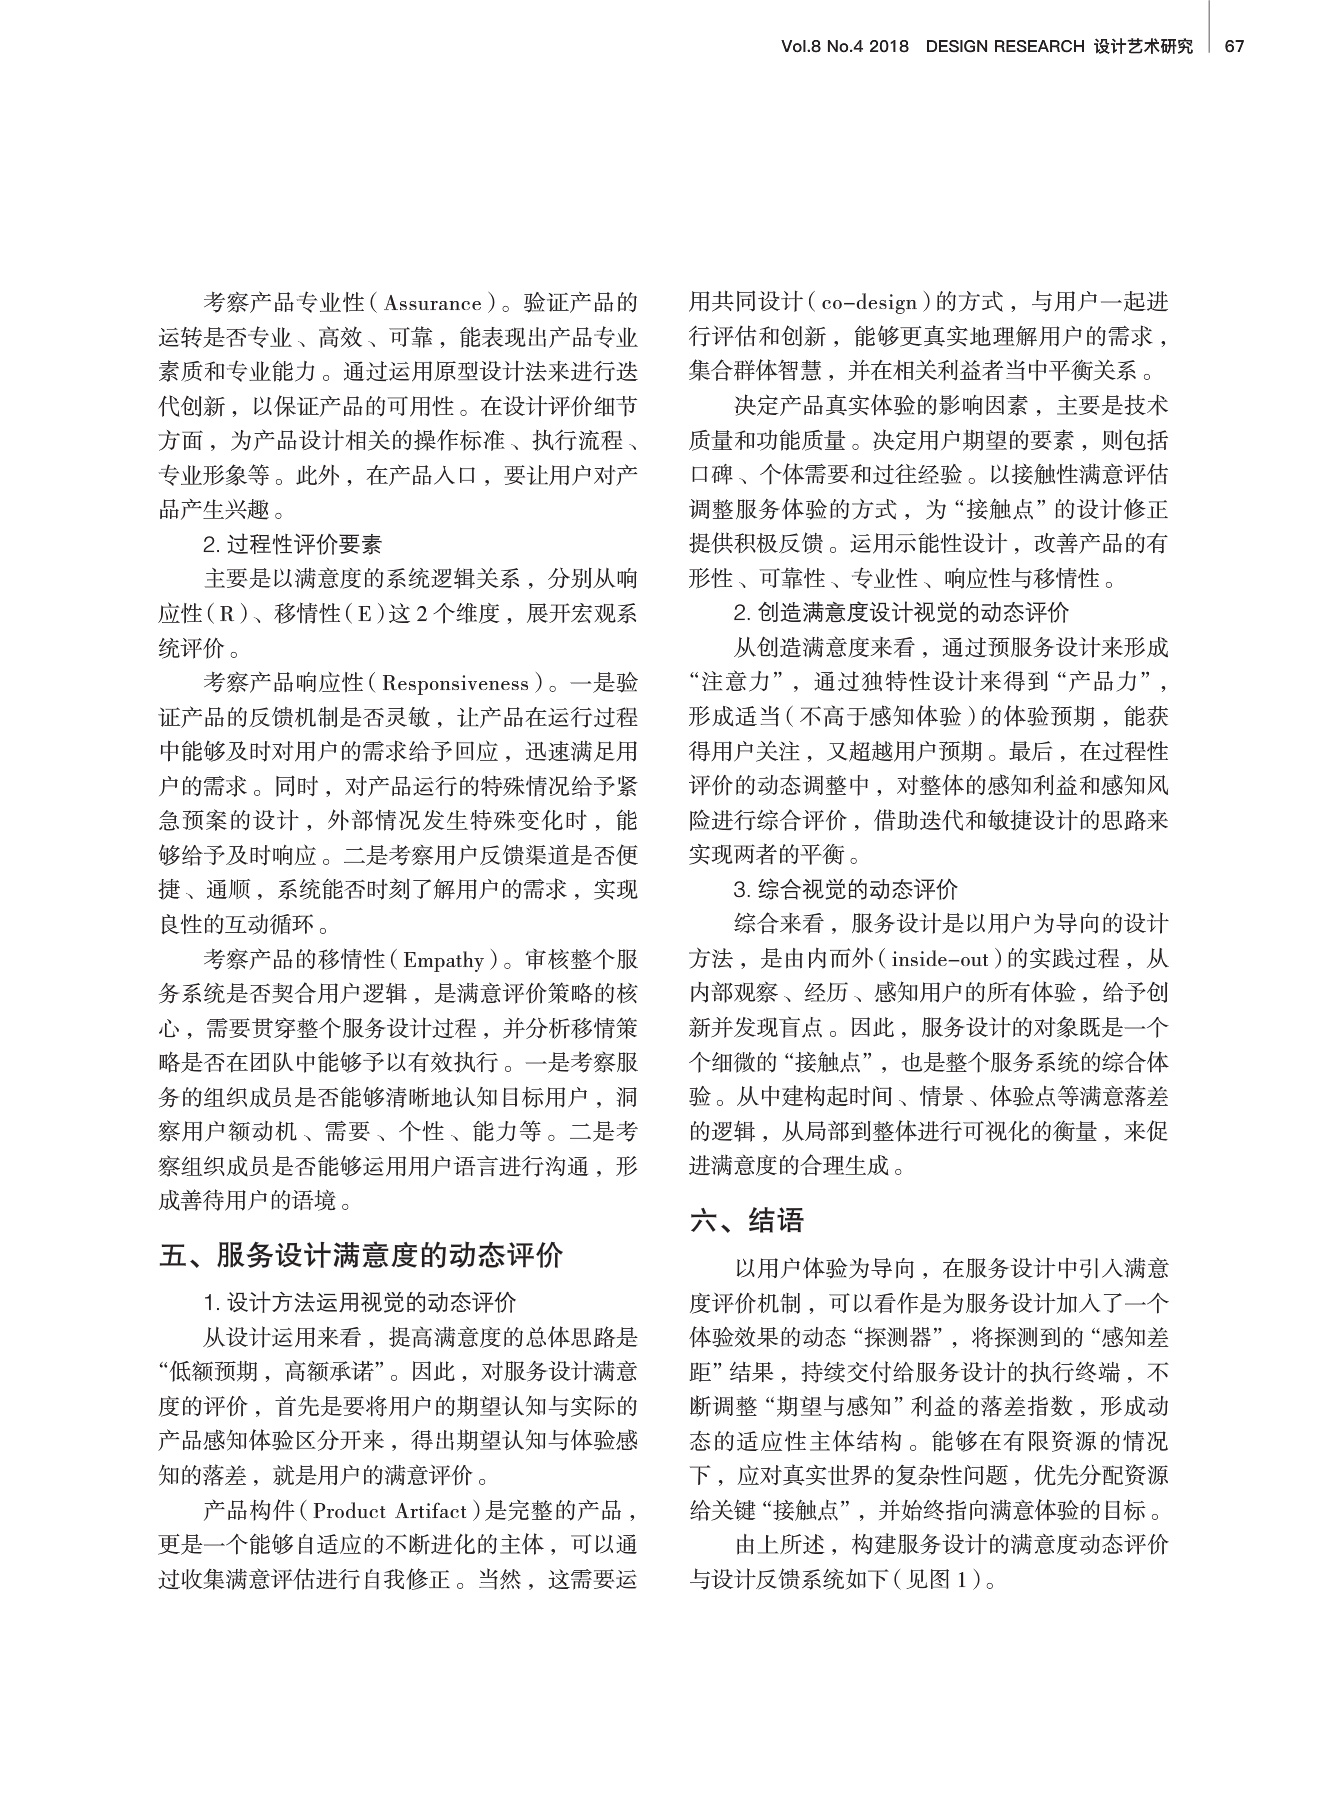 Vol.8 No.4 2018 DESIGN RESEARCH 设计艺术研究 67
考察产品专业性（Assurance）。验证产品的
运转是否专业、高效、可靠，能表现出产品专业
素质和专业能力。通过运用原型设计法来进行迭
代创新，以保证产品的可用性。在设计评价细节
方面，为产品设计相关的操作标准、执行流程、
专业形象等。此外，在产品入口，要让用户对产
品产生兴趣。
2. 过程性评价要素
主要是以满意度的系统逻辑关系，分别从响
应性（R）、移情性（E）这 2 个维度，展开宏观系
统评价。
考察产品响应性（Responsiveness）。一是验
证产品的反馈机制是否灵敏，让产品在运行过程
中能够及时对用户的需求给予回应，迅速满足用
户的需求。同时，对产品运行的特殊情况给予紧
急预案的设计，外部情况发生特殊变化时，能
够给予及时响应。二是考察用户反馈渠道是否便
捷、通顺，系统能否时刻了解用户的需求，实现
良性的互动循环。
考察产品的移情性（Empathy）。审核整个服
务系统是否契合用户逻辑，是满意评价策略的核
心，需要贯穿整个服务设计过程，并分析移情策
略是否在团队中能够予以有效执行。一是考察服
务的组织成员是否能够清晰地认知目标用户，洞
察用户额动机、需要、个性、能力等。二是考
察组织成员是否能够运用用户语言进行沟通，形
成善待用户的语境。
五、服务设计满意度的动态评价
1. 设计方法运用视觉的动态评价
从设计运用来看，提高满意度的总体思路是
“低额预期，高额承诺”。因此，对服务设计满意
度的评价，首先是要将用户的期望认知与实际的
产品感知体验区分开来，得出期望认知与体验感
知的落差，就是用户的满意评价。
产品构件（Product Artifact）是完整的产品，
更是一个能够自适应的不断进化的主体，可以通
过收集满意评估进行自我修正。当然，这需要运
用共同设计（co-design）的方式，与用户一起进
行评估和创新，能够更真实地理解用户的需求，
集合群体智慧，并在相关利益者当中平衡关系。
决定产品真实体验的影响因素，主要是技术
质量和功能质量。决定用户期望的要素，则包括
口碑、个体需要和过往经验。以接触性满意评估
调整服务体验的方式，为“接触点”的设计修正
提供积极反馈。运用示能性设计，改善产品的有
形性、可靠性、专业性、响应性与移情性。
2. 创造满意度设计视觉的动态评价
从创造满意度来看，通过预服务设计来形成
“注意力”，通过独特性设计来得到“产品力”，
形成适当（不高于感知体验）的体验预期，能获
得用户关注，又超越用户预期。最后，在过程性
评价的动态调整中，对整体的感知利益和感知风
险进行综合评价，借助迭代和敏捷设计的思路来
实现两者的平衡。
3. 综合视觉的动态评价
综合来看，服务设计是以用户为导向的设计
方法，是由内而外（inside-out）的实践过程，从
内部观察、经历、感知用户的所有体验，给予创
新并发现盲点。因此，服务设计的对象既是一个
个细微的“接触点”，也是整个服务系统的综合体
验。从中建构起时间、情景、体验点等满意落差
的逻辑，从局部到整体进行可视化的衡量，来促
进满意度的合理生成。
六、结语
以用户体验为导向，在服务设计中引入满意
度评价机制，可以看作是为服务设计加入了一个
体验效果的动态“探测器”，将探测到的“感知差
距”结果，持续交付给服务设计的执行终端，不
断调整“期望与感知”利益的落差指数，形成动
态的适应性主体结构。能够在有限资源的情况
下，应对真实世界的复杂性问题，优先分配资源
给关键“接触点”，并始终指向满意体验的目标。
由上所述，构建服务设计的满意度动态评价
与设计反馈系统如下（见图 1）。